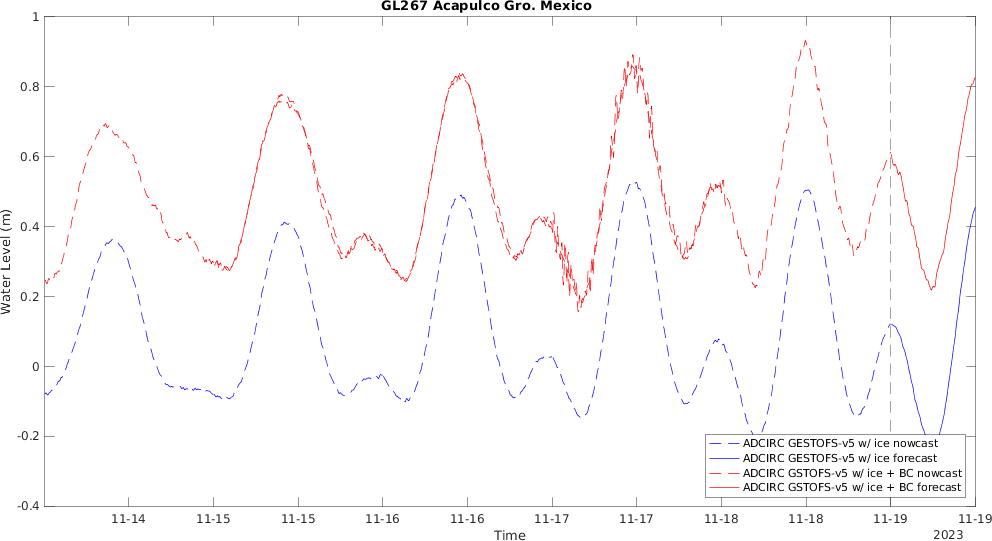 GL267 Acapulco Gro. Mexico
1
0.8
0.6
0.4
0.2
0
-0.2
-0.4
Water Level (m)
ADCIRC GESTOFS-v5 w/ ice nowcast
ADCIRC GESTOFS-v5 w/ ice forecast
ADCIRC GSTOFS-v5 w/ ice + BC nowcast
ADCIRC GSTOFS-v5 w/ ice + BC forecast
11-14 11-15 11-15 11-16 11-16 11-17 11-17 11-18 11-18 11-19 11-19
Time
2023